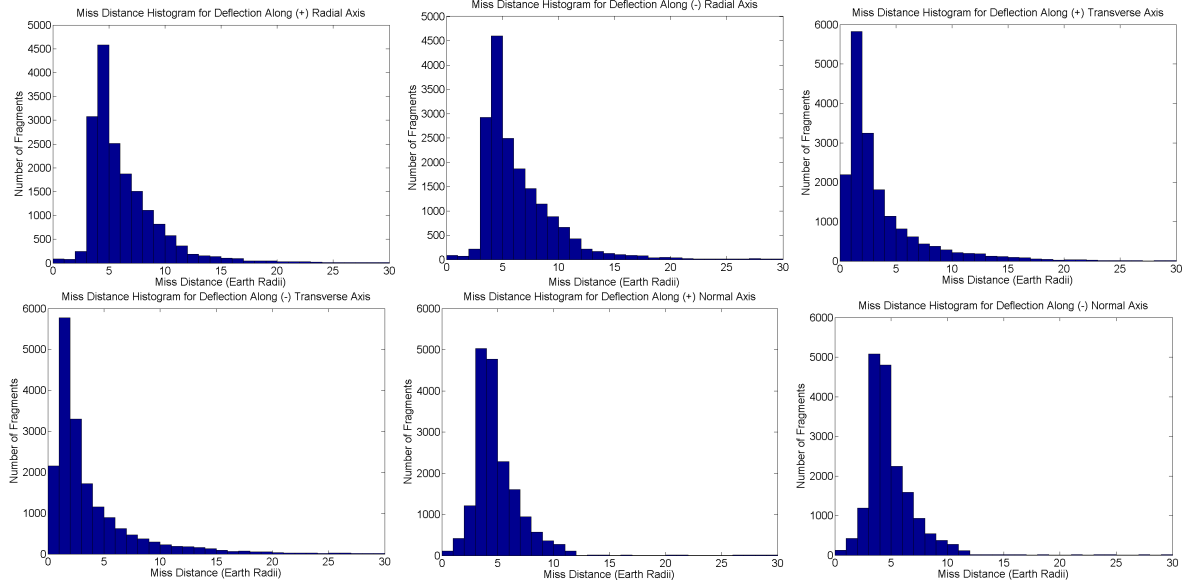 Miss Distance Histogram for Deflection Along (+) Radial Axis
5000
4500
4000
3500
3000
2500
2000
1500
1000
500
0
Number of Fragments
0 5 10 15 20 25 30
Miss Distance (Earth Radii)
Miss Distance Histogram for Deflection Along (-) Radial Axis
5000
4500
4000
3500
3000
2500
2000
1500
1000
500
0
Number of Fragments
0 5 10 15 20 25 30
Miss Distance (Earth Radii)
Miss Distance Histogram for Deflection Along (+) Transverse Axis
6000
5000
4000
3000
2000
1000
0
Number of Fragments
0 5 10 15 20 25 30
Miss Distance (Earth Radii)
Miss Distance Histogram for Deflection Along (-) Transverse Axis
6000
5000
4000
3000
2000
1000
0
Number of Fragments
0 5 10 15 20 25 30
Miss Distance (Earth Radii)
Miss Distance Histogram for Deflection Along (+) Normal Axis
6000
5000
4000
3000
2000
1000
0
Number of Fragments
0 5 10 15 20 25 30
Miss Distance (Earth Radii)
Miss Distance Histogram for Deflection Along (-) Normal Axis
6000
5000
4000
3000
2000
1000
0
Number of Fragments
0 5 10 15 20 25 30
Miss Distance (Earth Radii)